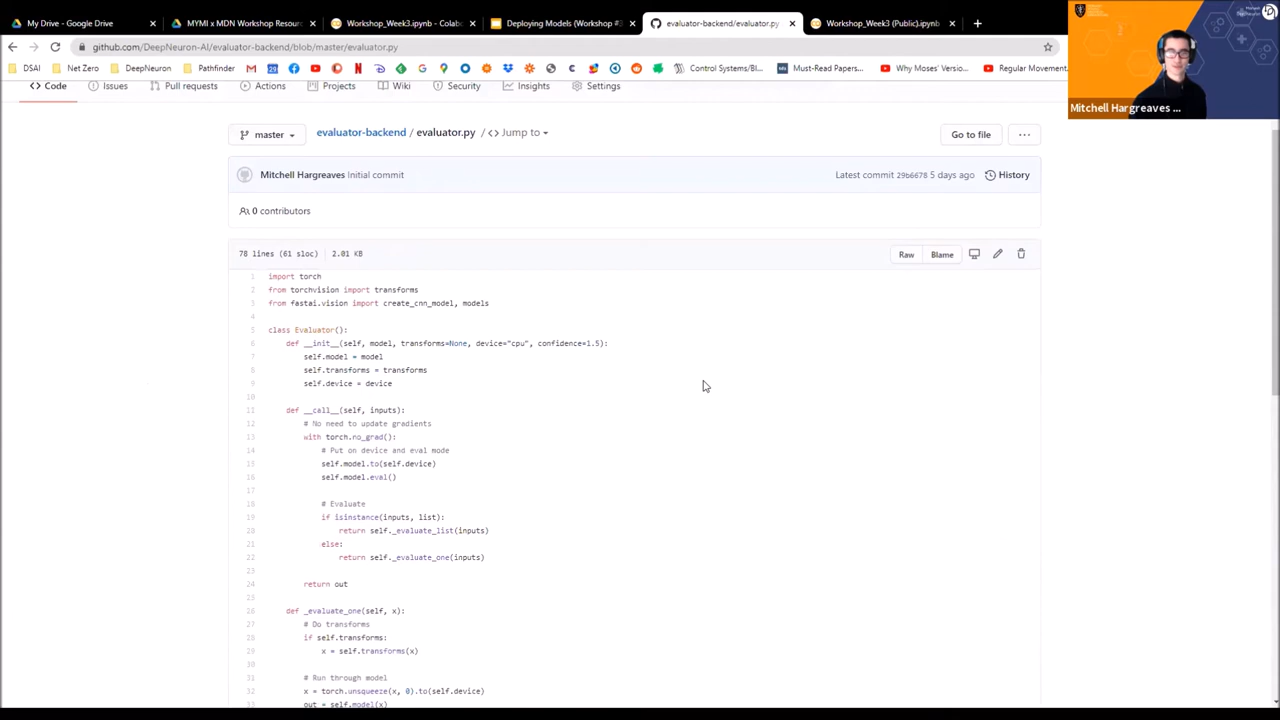 My Drive - Google Drive
MYMI x MDN Workshop Resour
Workshop_Week3.ipynb - Colab
Deploying Models (Workshop #3
evaluator-backend/evaluator.py
Workshop_Week3 (Public).ipynb
github.com/DeepNeuron-AI/evaluator-backend/blob/master/evaluator.py
DSAI
Net Zero
DeepNeuron
Pathfinder
Control Systems/Bl...
Must-Read Papers...
Why Moses' Versio...
Regular Movement.
Mitchell Hargreaves ...
Code
Issues
Pull requests
Actions
Projects
Wiki
Security
Insights
Settings
master
evaluator-backend / evaluator.py / <> Jump to
Go to file
...
Mitchell Hargreaves Initial commit
Latest commit 29b6678 5 days ago
History
0 contributors
78 lines (61 sloc) | 2.01 KB
Raw
Blame
1 import torch
2 from torchvision import transforms
3 from fastai.vision import create_cnn_model, models
4
5 class Evaluator():
6 def __init__(self, model, transforms=None, device="cpu", confidence=1.5):
7 self.model = model
8 self.transforms = transforms
9 self.device = device
10
11 def __call__(self, inputs):
12 # No need to update gradients
13 with torch.no_grad():
14 # Put on device and eval mode
15 self.model.to(self.device)
16 self.model.eval()
17
18 # Evaluate
19 if isinstance(inputs, list):
20 return self._evaluate_list(inputs)
21 else:
22 return self._evaluate_one(inputs)
23
24 return out
25
26 def _evaluate_one(self, x):
27 # Do transforms
28 if self.transforms:
29 x = self.transforms(x)
30
31 # Run through model
32 x = torch.unsqueeze(x, 0).to(self.device)
33 out = self.model(x)